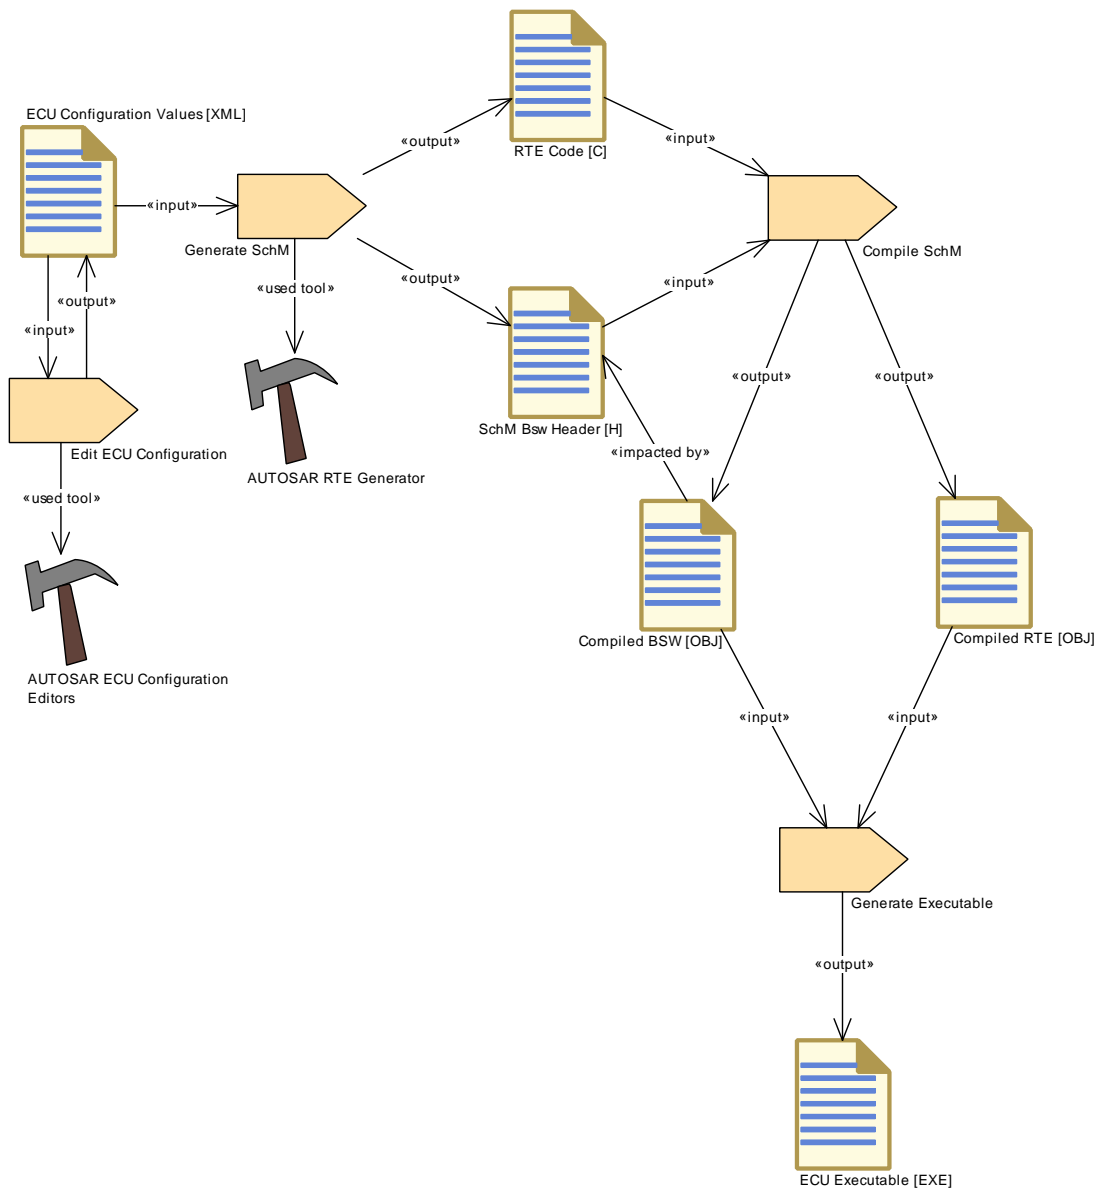 ECU Configuration Values [XML]
RTE Code [C]
«output»
«input»
«input»
Generate SchM
Compile SchM
«output»
«input»
«used tool»
«output»
«input»
«output»
«output»
SchM Bsw Header [H]
Edit ECU Configuration
«impacted by»
AUTOSAR RTE Generator
«used tool»
Compiled BSW [OBJ]
Compiled RTE [OBJ]
AUTOSAR ECU Configuration
Editors
«input»
«input»
Generate Executable
«output»
ECU Executable [EXE]